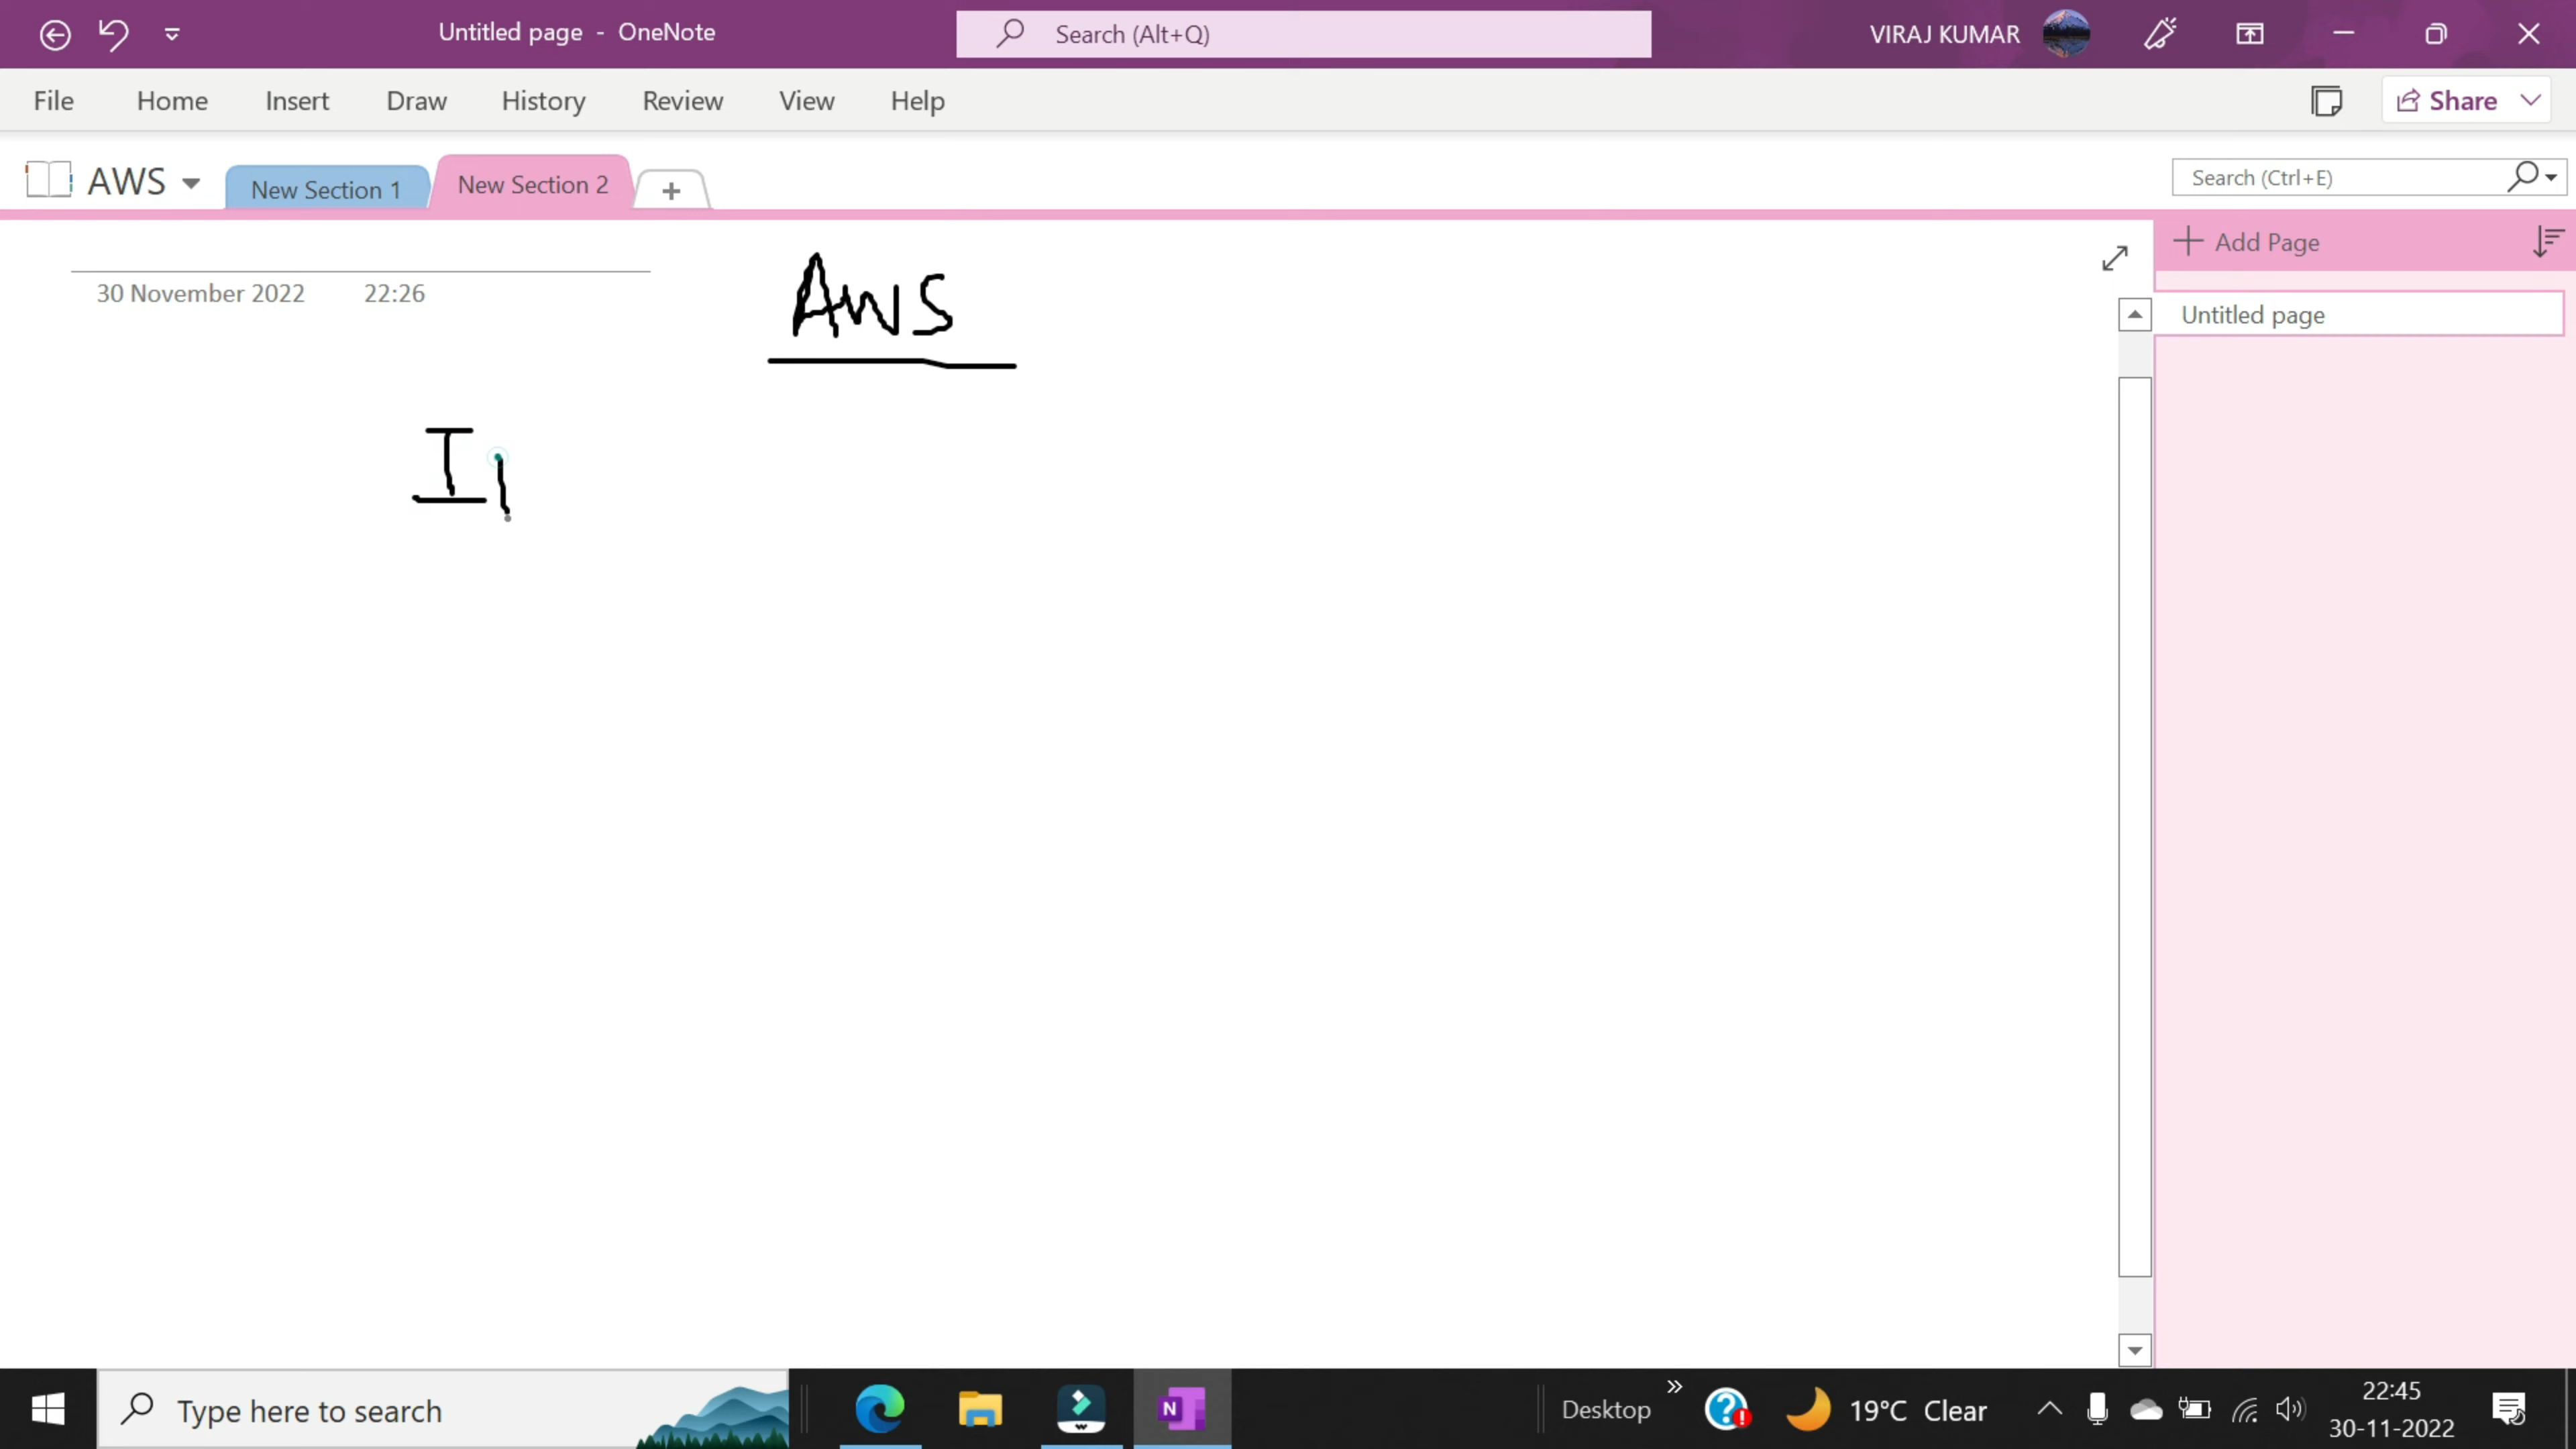 Untitled page - OneNote
Search (Alt+Q)
VIRAJ KUMAR
File Home Insert Draw History Review View Help
Share
AWS
New Section 1
New Section 2
Search (Ctrl+E)
Add Page
Untitled page
30 November 2022 22:26
AWS
I
Type here to search
N
Desktop
19°C Clear
22:45
30-11-2022